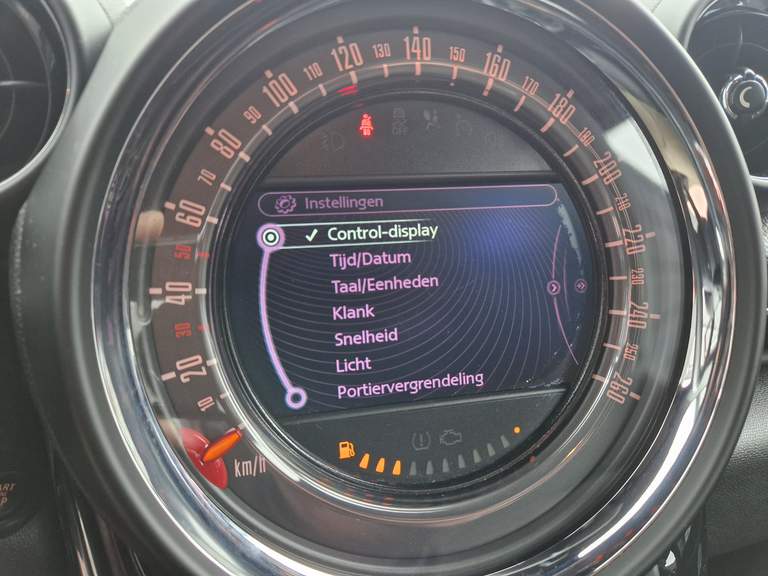 10
20
30
40
50
60
70
80
90
100
110
120
130
140
150
160
170
180
190
200
210
220
230
240
250
260
km/h
OFF
Instellingen
✓ Control-display
Tijd/Datum
Taal/Eenheden
Klank
Snelheid
Licht
Portiervergrendeling